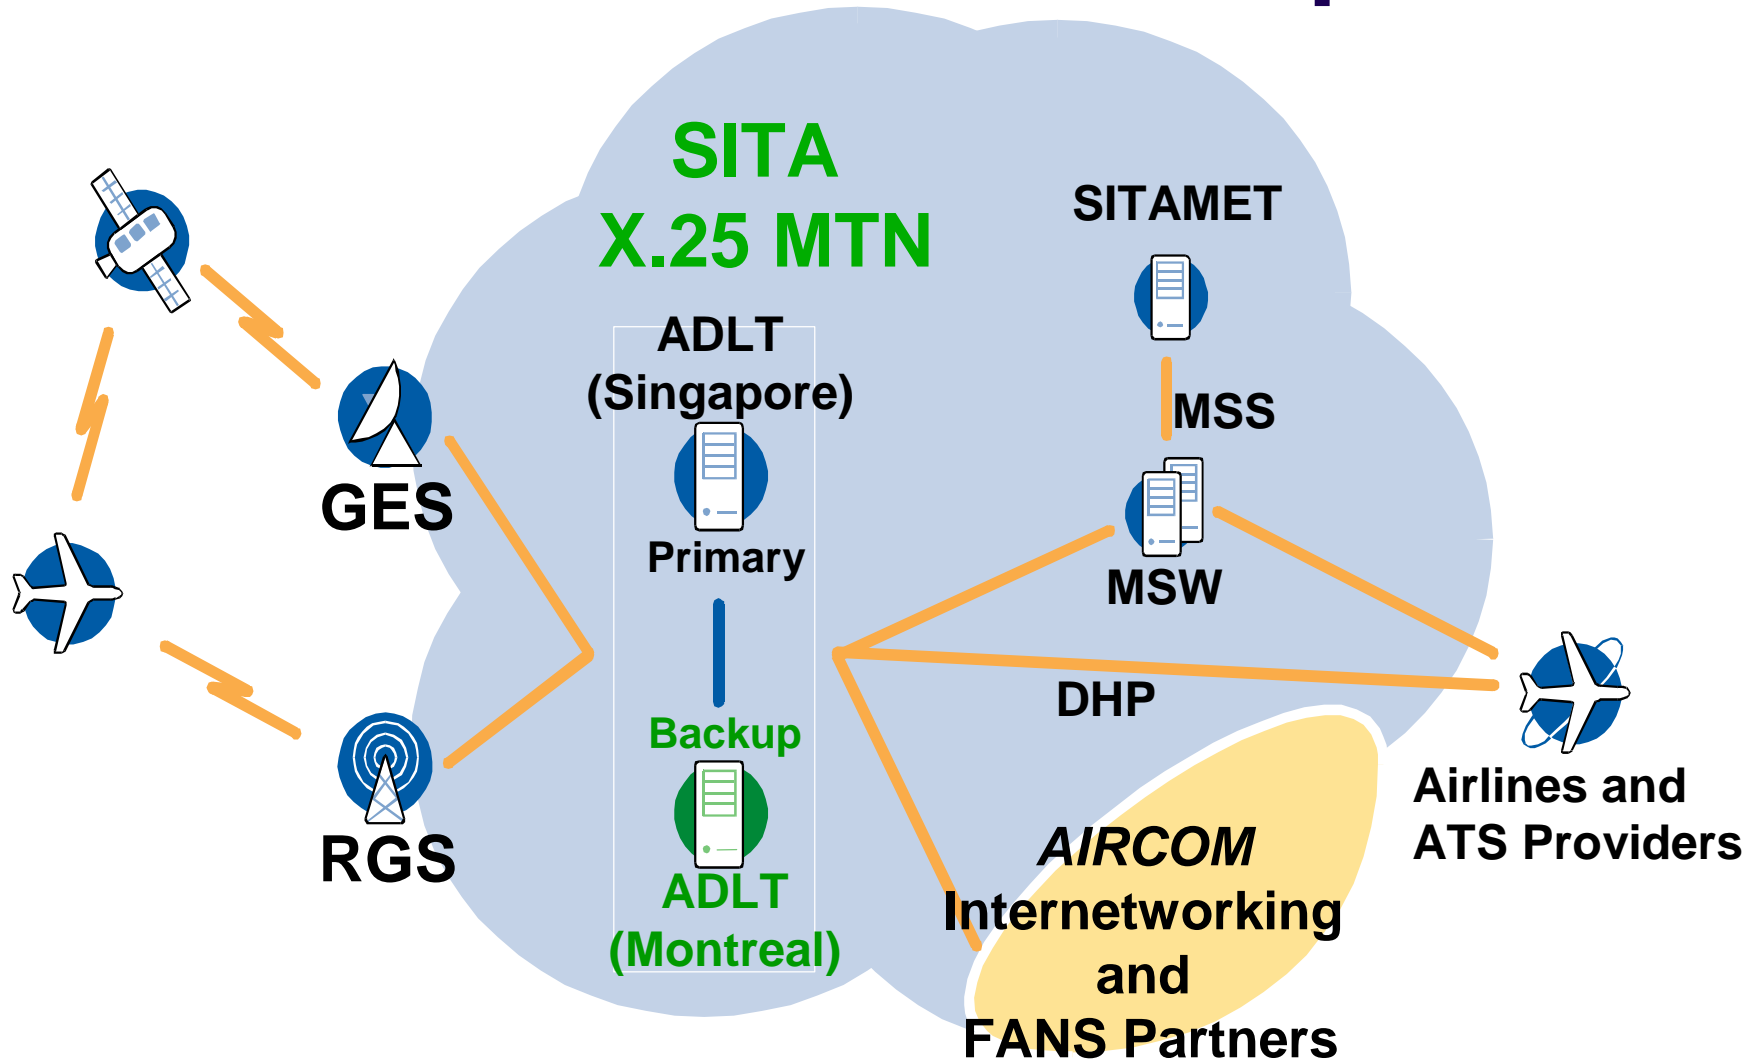 SITA
X.25 MTN
SITAMET
ADLT
(Singapore)
MSS
GES
Primary
MSW
DHP
Backup
Airlines and
ATS Providers
RGS
ADLT
(Montreal)
AIRCOM
Internetworking
and
FANS Partners